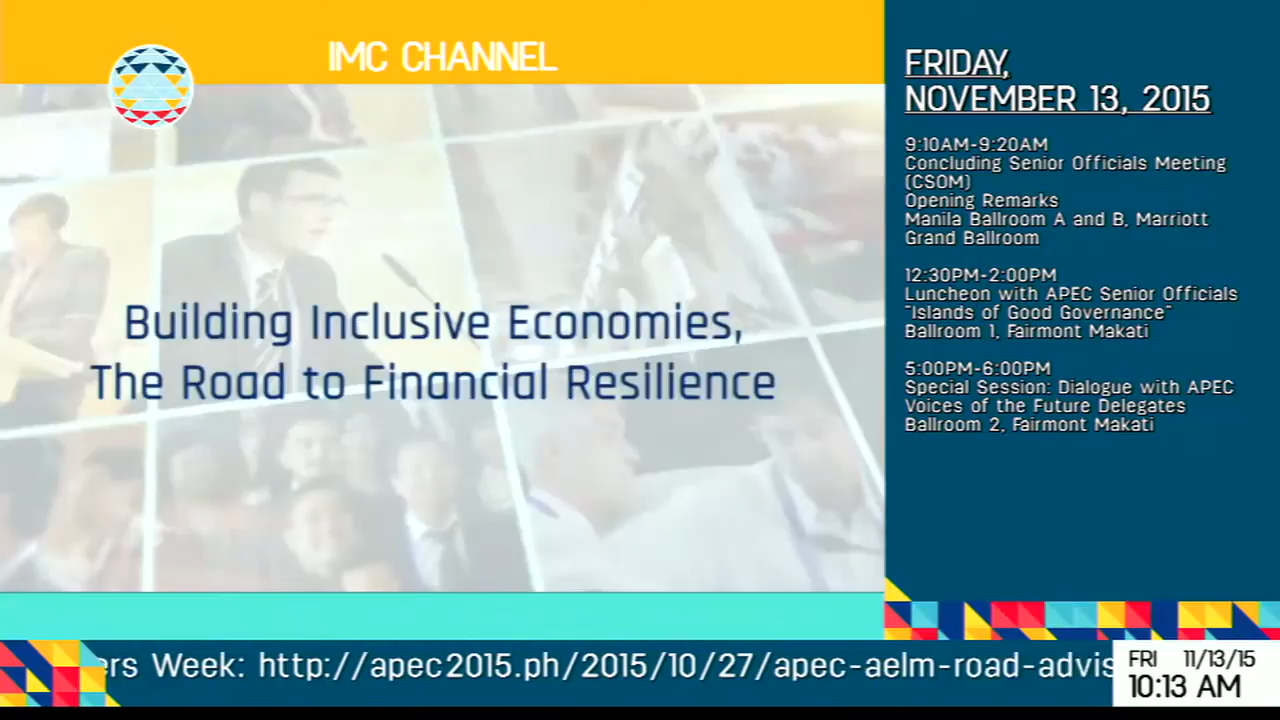 IMC CHANNEL
Building Inclusive Economies,
The Road to Financial Resilience
FRIDAY,
NOVEMBER 13, 2015
9:10AM-9:20AM
Concluding Senior Officials Meeting
(CSOM)
Opening Remarks
Manila Ballroom A and B, Marriott
Grand Ballroom
12:30PM-2:00PM
Luncheon with APEC Senior Officials
"Islands of Good Governance"
Ballroom 1, Fairmont Makati
5:00PM-6:00PM
Special Session: Dialogue with APEC
Voices of the Future Delegates
Ballroom 2, Fairmont Makati
ers Week: http://apec2015.ph/2015/10/27/apec-aelm-road-advis
FRI 11/13/15
10:13 AM